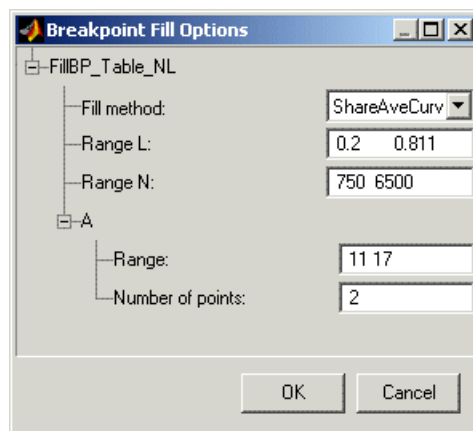 Breakpoint Fill Options
FillBP_Table_NL
Fill method: ShareAveCurv
Range L: 0.2 0.811
Range N: 750 6500
A
Range: 11 17
Number of points: 2
OK Cancel